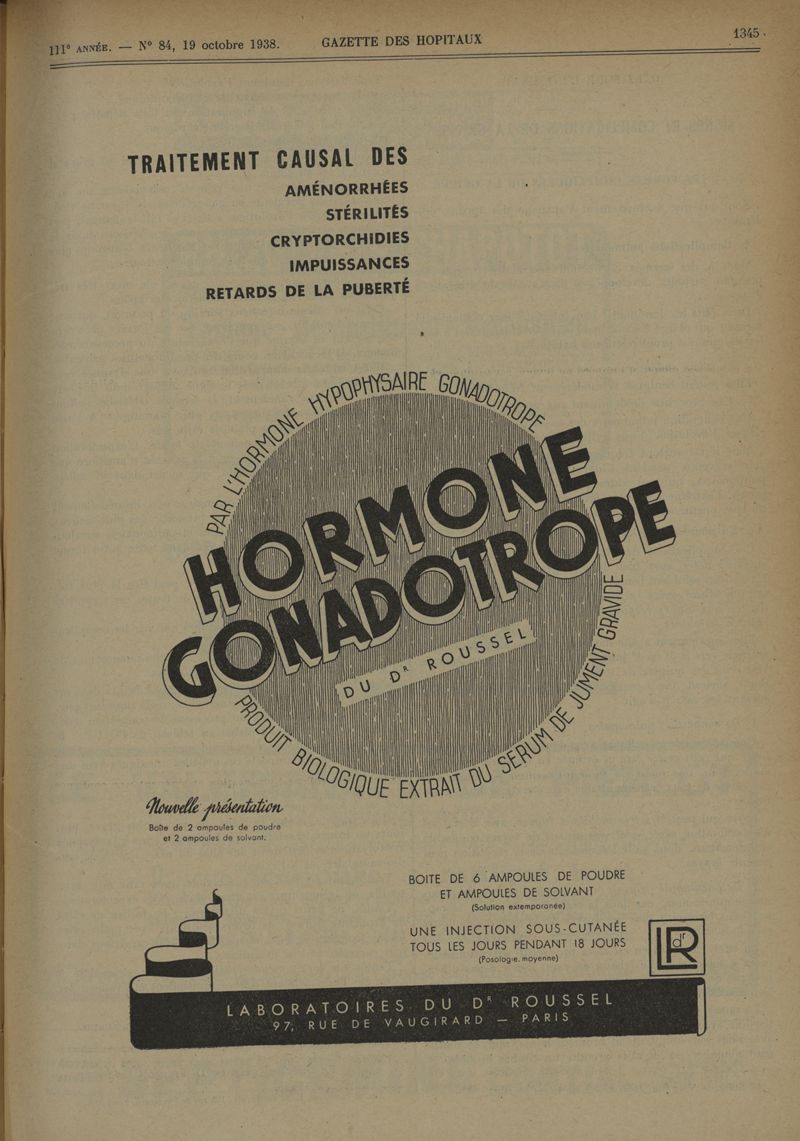 111e ANNÉE. — No 84, 19 octobre 1938. GAZETTE DES HOPITAUX 1345.
TRAITEMENT CAUSAL DES
AMÉNORRHÉES
STÉRILITÉS
CRYPTORCHIDIES
IMPUISSANCES
RETARDS DE LA PUBERTÉ
PAR L'HORMONE HYPOPHYSAIRE GONADOTROPE
HORMONE
GONADOTROPE
DU DR ROUSSEL
PRODUIT BIOLOGIQUE EXTRAIT DU SERUM DE JUMENT GRAVIDE
Nouvelle présentation
Boîte de 2 ampoules de poudre
et 2 ampoules de solvant.
BOITE DE 6 AMPOULES DE POUDRE
ET AMPOULES DE SOLVANT
(Solution extemporanée)
UNE INJECTION SOUS-CUTANÉE
TOUS LES JOURS PENDANT 18 JOURS
(Posologie moyenne)
L dr R
LABORATOIRES DU DR ROUSSEL
97, RUE DE VAUGIRARD — PARIS